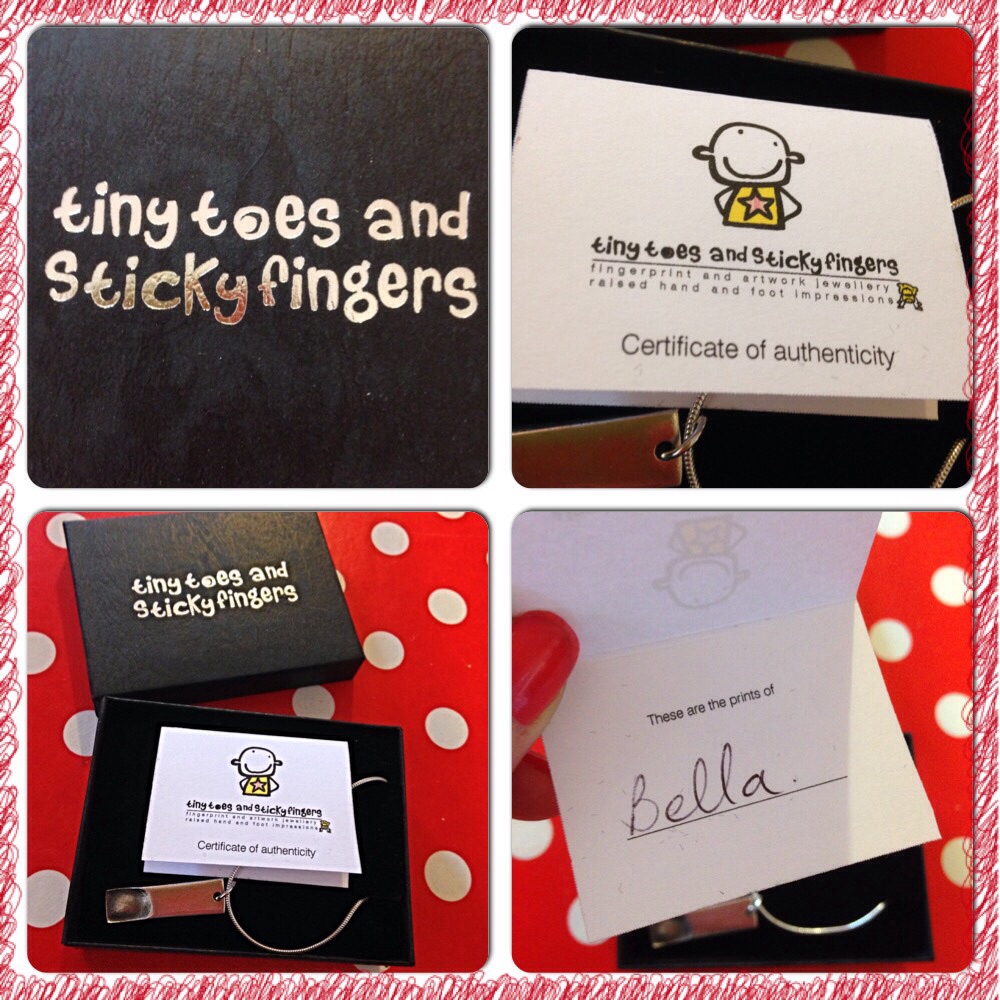 tiny toes and
sticky fingers
tiny toes and sticky fingers
fingerprint and artwork jewellery
raised hand and foot impressions
Certificate of authenticity
tiny toes and
sticky fingers
tiny toes and sticky fingers
fingerprint and artwork jewellery
raised hand and foot impressions
Certificate of authenticity
These are the prints of
Bella.